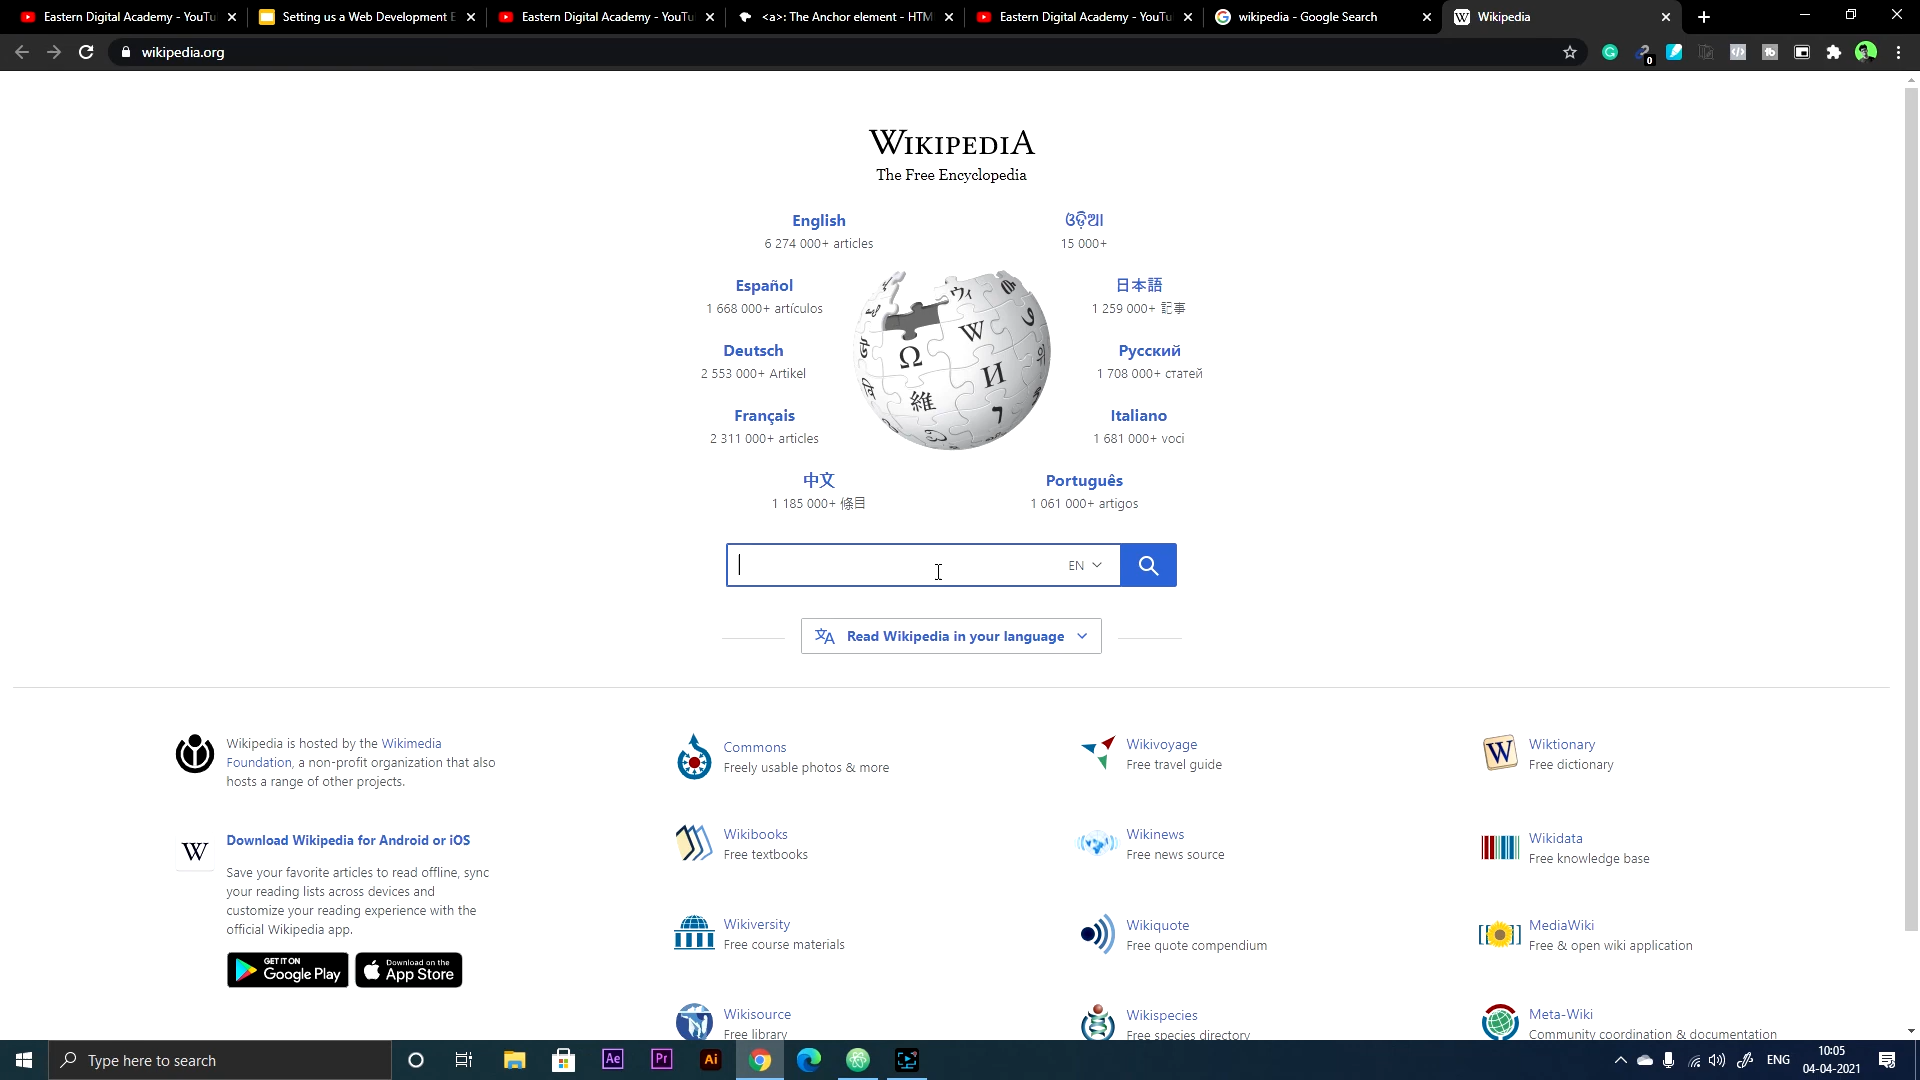 Eastern Digital Academy - YouTu
Setting us a Web Development E
Eastern Digital Academy - YouTu
<a>: The Anchor element - HTM
Eastern Digital Academy - YouTu
wikipedia - Google Search
Wikipedia
wikipedia.org
0
WIKIPEDIA
The Free Encyclopedia
English
6 274 000+ articles
ଓଡ଼ିଆ
15 000+
Español
1 668 000+ artículos
日本語
1 259 000+ 記事
Deutsch
2 553 000+ Artikel
Русский
1 708 000+ статей
Français
2 311 000+ articles
Italiano
1 681 000+ voci
中文
1 185 000+ 條目
Português
1 061 000+ artigos
EN
Read Wikipedia in your language
Wikipedia is hosted by the Wikimedia
Foundation, a non-profit organization that also
hosts a range of other projects.
Download Wikipedia for Android or iOS
Save your favorite articles to read offline, sync
your reading lists across devices and
customize your reading experience with the
official Wikipedia app.
GET IT ON
Google Play
Download on the
App Store
Commons
Freely usable photos & more
Wikivoyage
Free travel guide
Wiktionary
Free dictionary
Wikibooks
Free textbooks
Wikinews
Free news source
Wikidata
Free knowledge base
Wikiversity
Free course materials
Wikiquote
Free quote compendium
MediaWiki
Free & open wiki application
Wikisource
Free library
Wikispecies
Free species directory
Meta-Wiki
Community coordination & documentation
Type here to search
Ae
Pr
Ai
ENG
10:05
04-04-2021